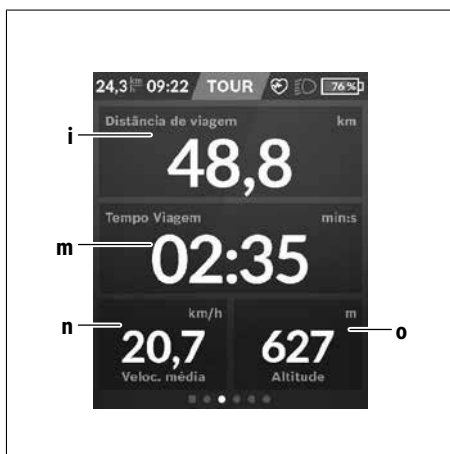 24,3 km/h 09:22 TOUR 76 %
i Distância de viagem km
48,8
m Tempo Viagem min:s
02:35
n km/h m o
20,7 627
Veloc. média Altitude